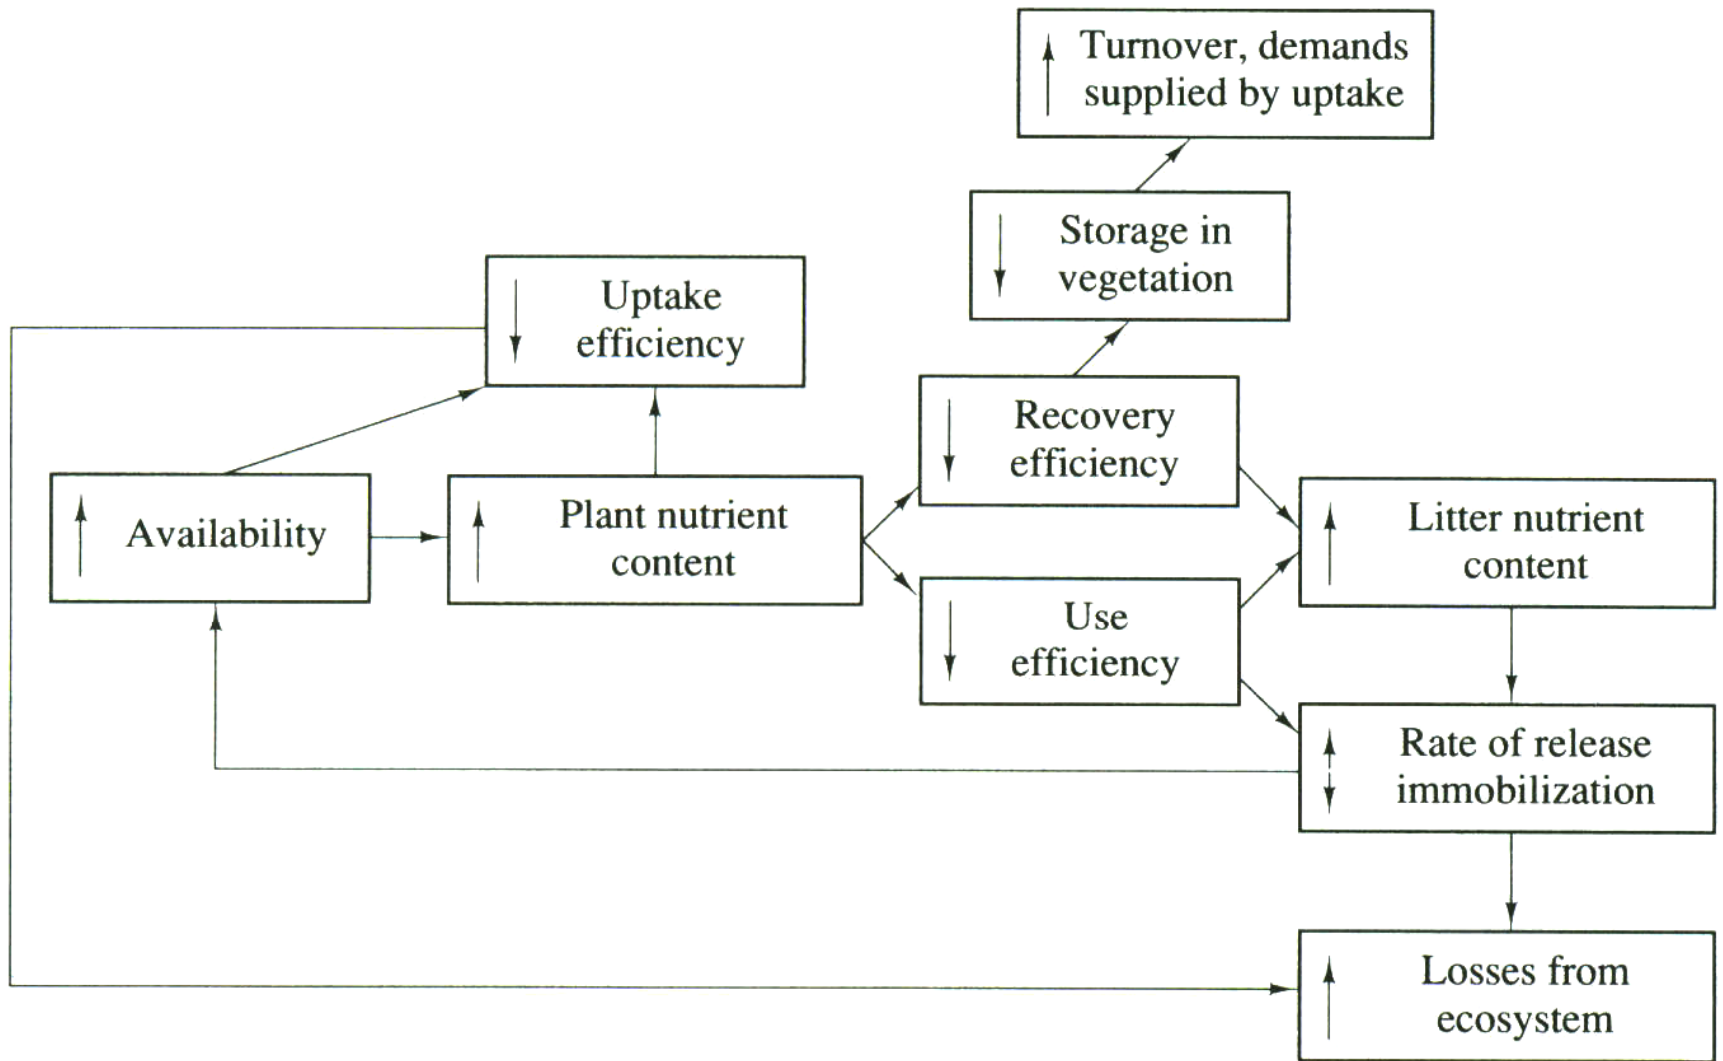 Turnover, demands
supplied by uptake
Storage in
vegetation
Uptake
efficiency
Recovery
efficiency
Availability
Plant nutrient
content
Litter nutrient
content
Use
efficiency
Rate of release
immobilization
Losses from
ecosystem